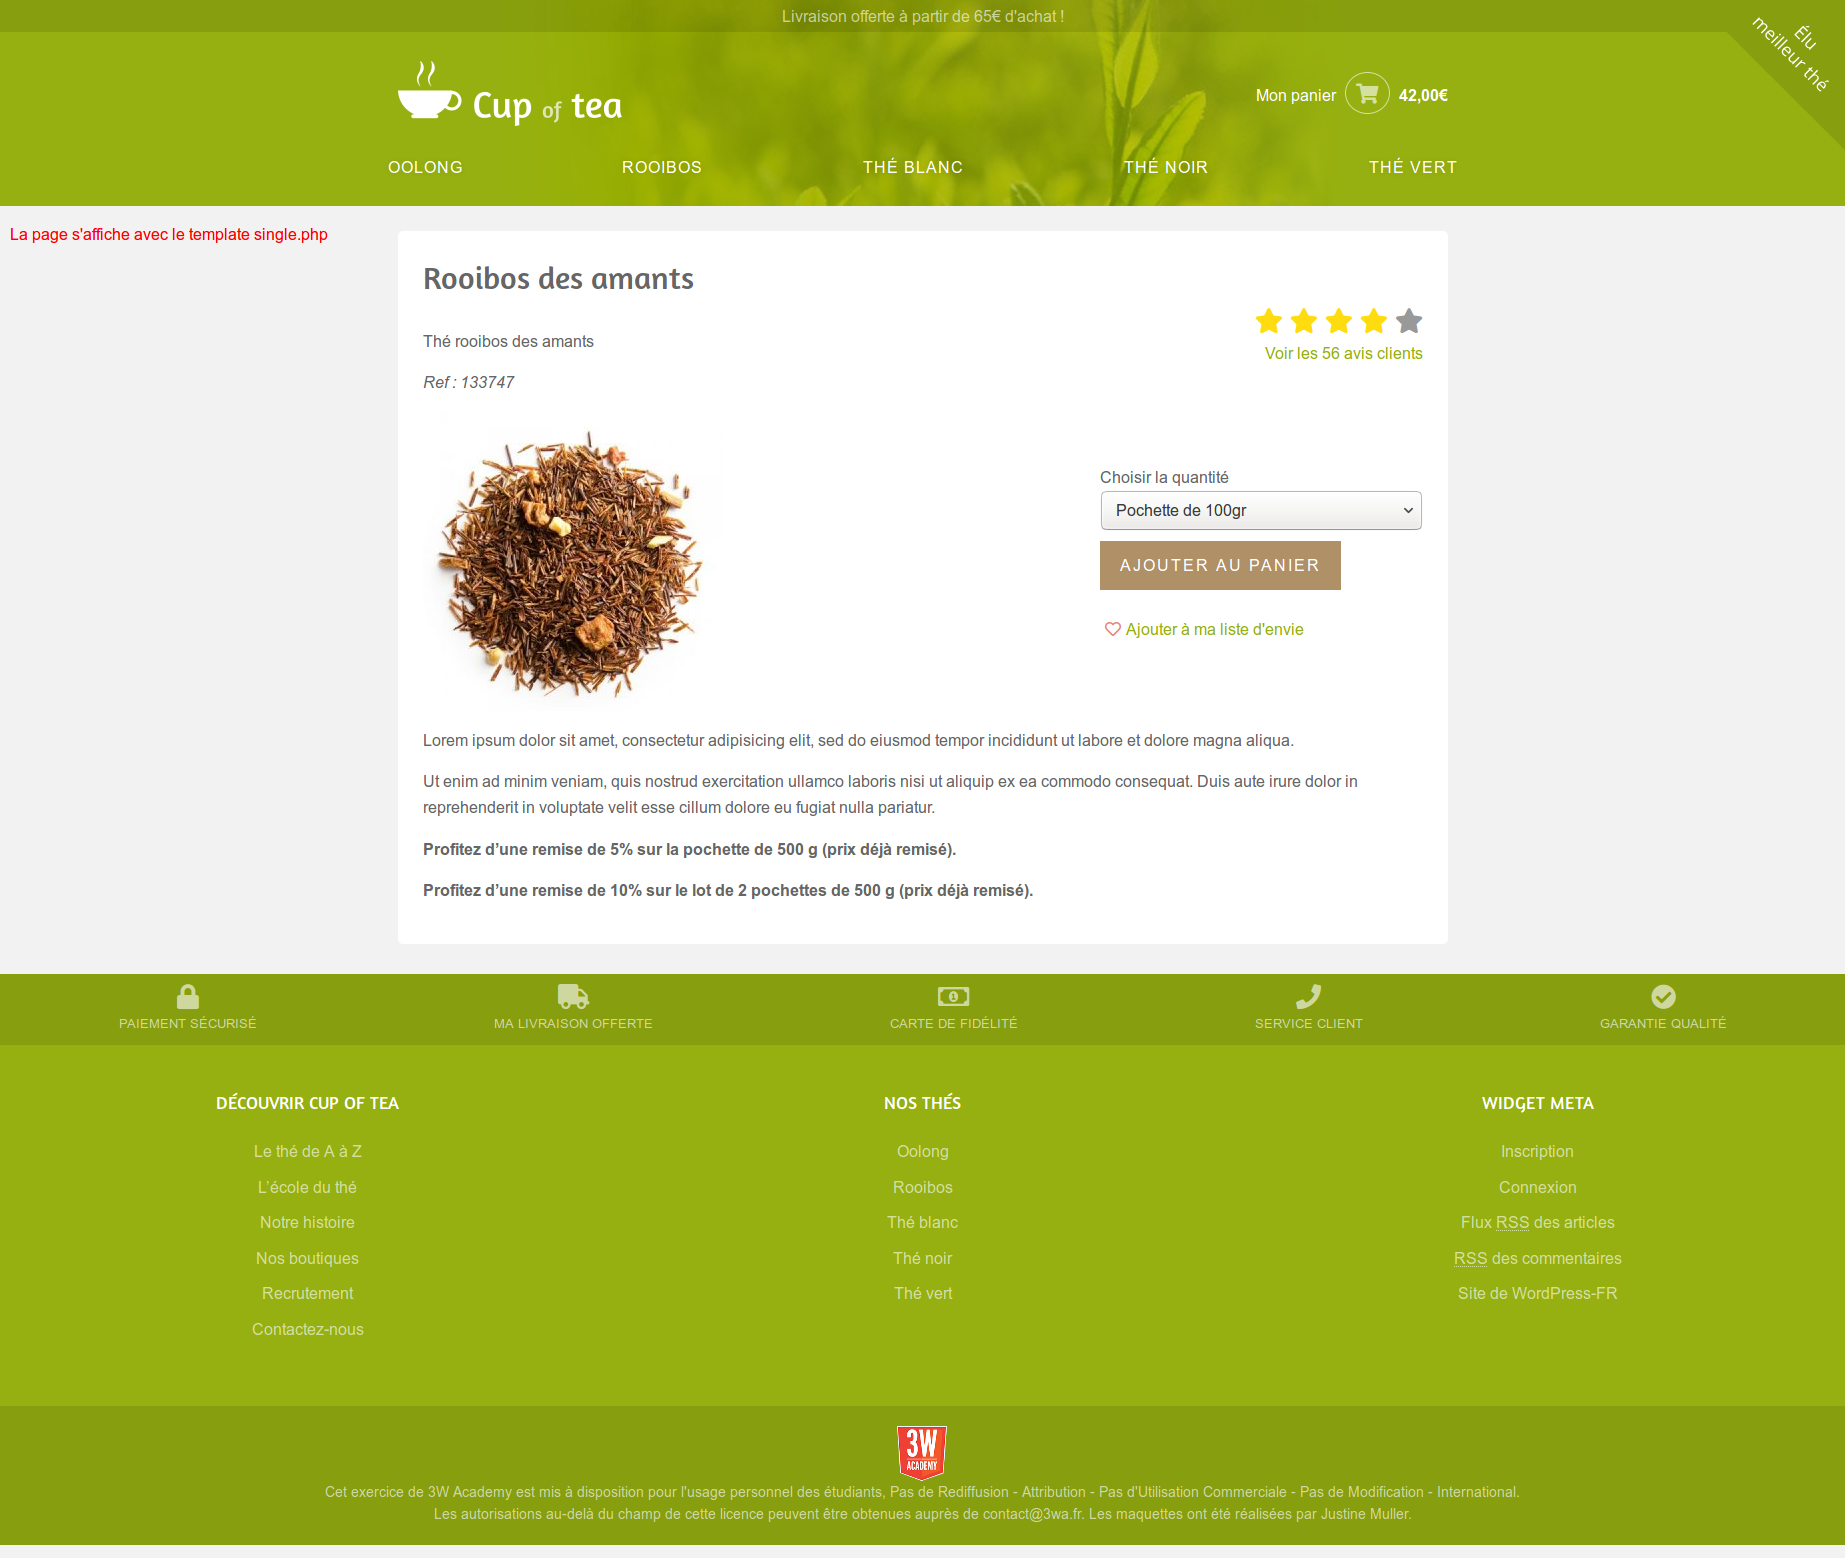 Livraison offerte à partir de 65€ d'achat !
Élu
meilleur thé
Cup of tea
Mon panier 42,00€
OOLONG ROOIBOS THÉ BLANC THÉ NOIR THÉ VERT
La page s'affiche avec le template single.php
Rooibos des amants
Thé rooibos des amants
Voir les 56 avis clients
Ref : 133747
Choisir la quantité
Pochette de 100gr
AJOUTER AU PANIER
Ajouter à ma liste d'envie
Lorem ipsum dolor sit amet, consectetur adipisicing elit, sed do eiusmod tempor incididunt ut labore et dolore magna aliqua.
Ut enim ad minim veniam, quis nostrud exercitation ullamco laboris nisi ut aliquip ex ea commodo consequat. Duis aute irure dolor in
reprehenderit in voluptate velit esse cillum dolore eu fugiat nulla pariatur.
Profitez d’une remise de 5% sur la pochette de 500 g (prix déjà remisé).
Profitez d’une remise de 10% sur le lot de 2 pochettes de 500 g (prix déjà remisé).
PAIEMENT SÉCURISÉ MA LIVRAISON OFFERTE CARTE DE FIDÉLITÉ SERVICE CLIENT GARANTIE QUALITÉ
DÉCOUVRIR CUP OF TEA
Le thé de A à Z
L’école du thé
Notre histoire
Nos boutiques
Recrutement
Contactez-nous
NOS THÉS
Oolong
Rooibos
Thé blanc
Thé noir
Thé vert
WIDGET META
Inscription
Connexion
Flux RSS des articles
RSS des commentaires
Site de WordPress-FR
3W
ACADEMY
Cet exercice de 3W Academy est mis à disposition pour l'usage personnel des étudiants, Pas de Rediffusion - Attribution - Pas d'Utilisation Commerciale - Pas de Modification - International.
Les autorisations au-delà du champ de cette licence peuvent être obtenues auprès de contact@3wa.fr. Les maquettes ont été réalisées par Justine Muller.